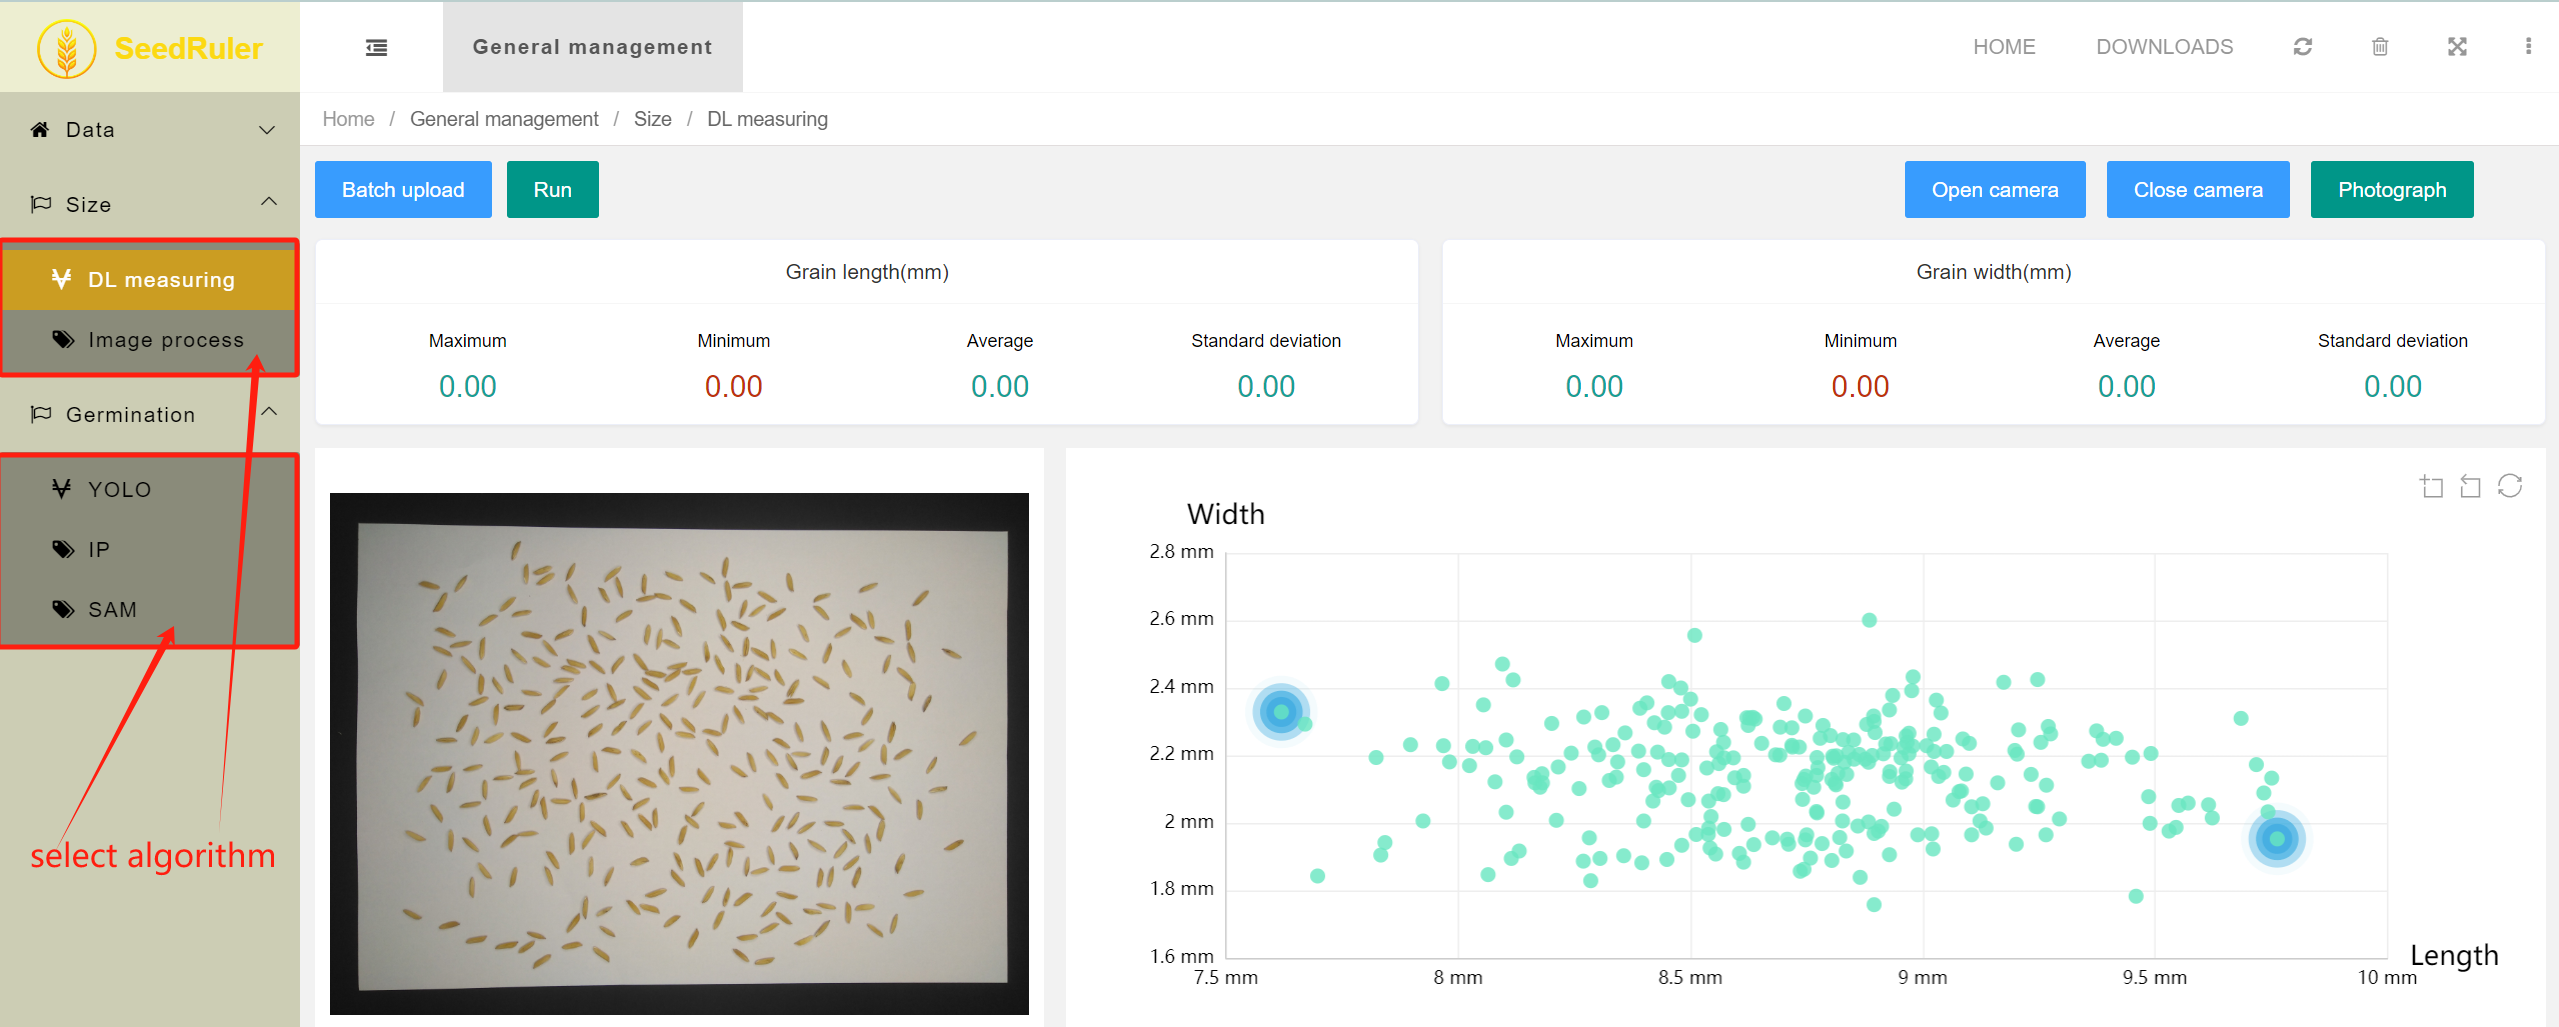 SeedRuler
General management
HOME
DOWNLOADS
Home / General management / Size / DL measuring
Data
Size
DL measuring
Image process
Germination
YOLO
IP
SAM
select algorithm
Batch upload
Run
Open camera
Close camera
Photograph
Grain length(mm)
Maximum
Minimum
Average
Standard deviation
0.00
0.00
0.00
0.00
Grain width(mm)
Maximum
Minimum
Average
Standard deviation
0.00
0.00
0.00
0.00
Width
2.8 mm
2.6 mm
2.4 mm
2.2 mm
2 mm
1.8 mm
1.6 mm
7.5 mm
8 mm
8.5 mm
9 mm
9.5 mm
10 mm
Length